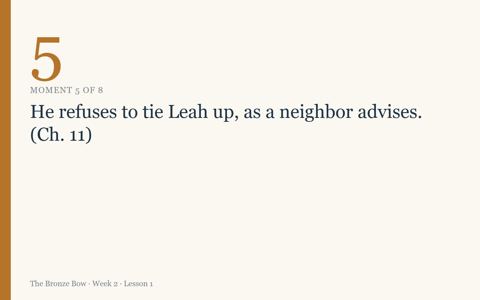 5
MOMENT 5 OF 8
He refuses to tie Leah up, as a neighbor advises.
(Ch. 11)
The Bronze Bow · Week 2 · Lesson 1